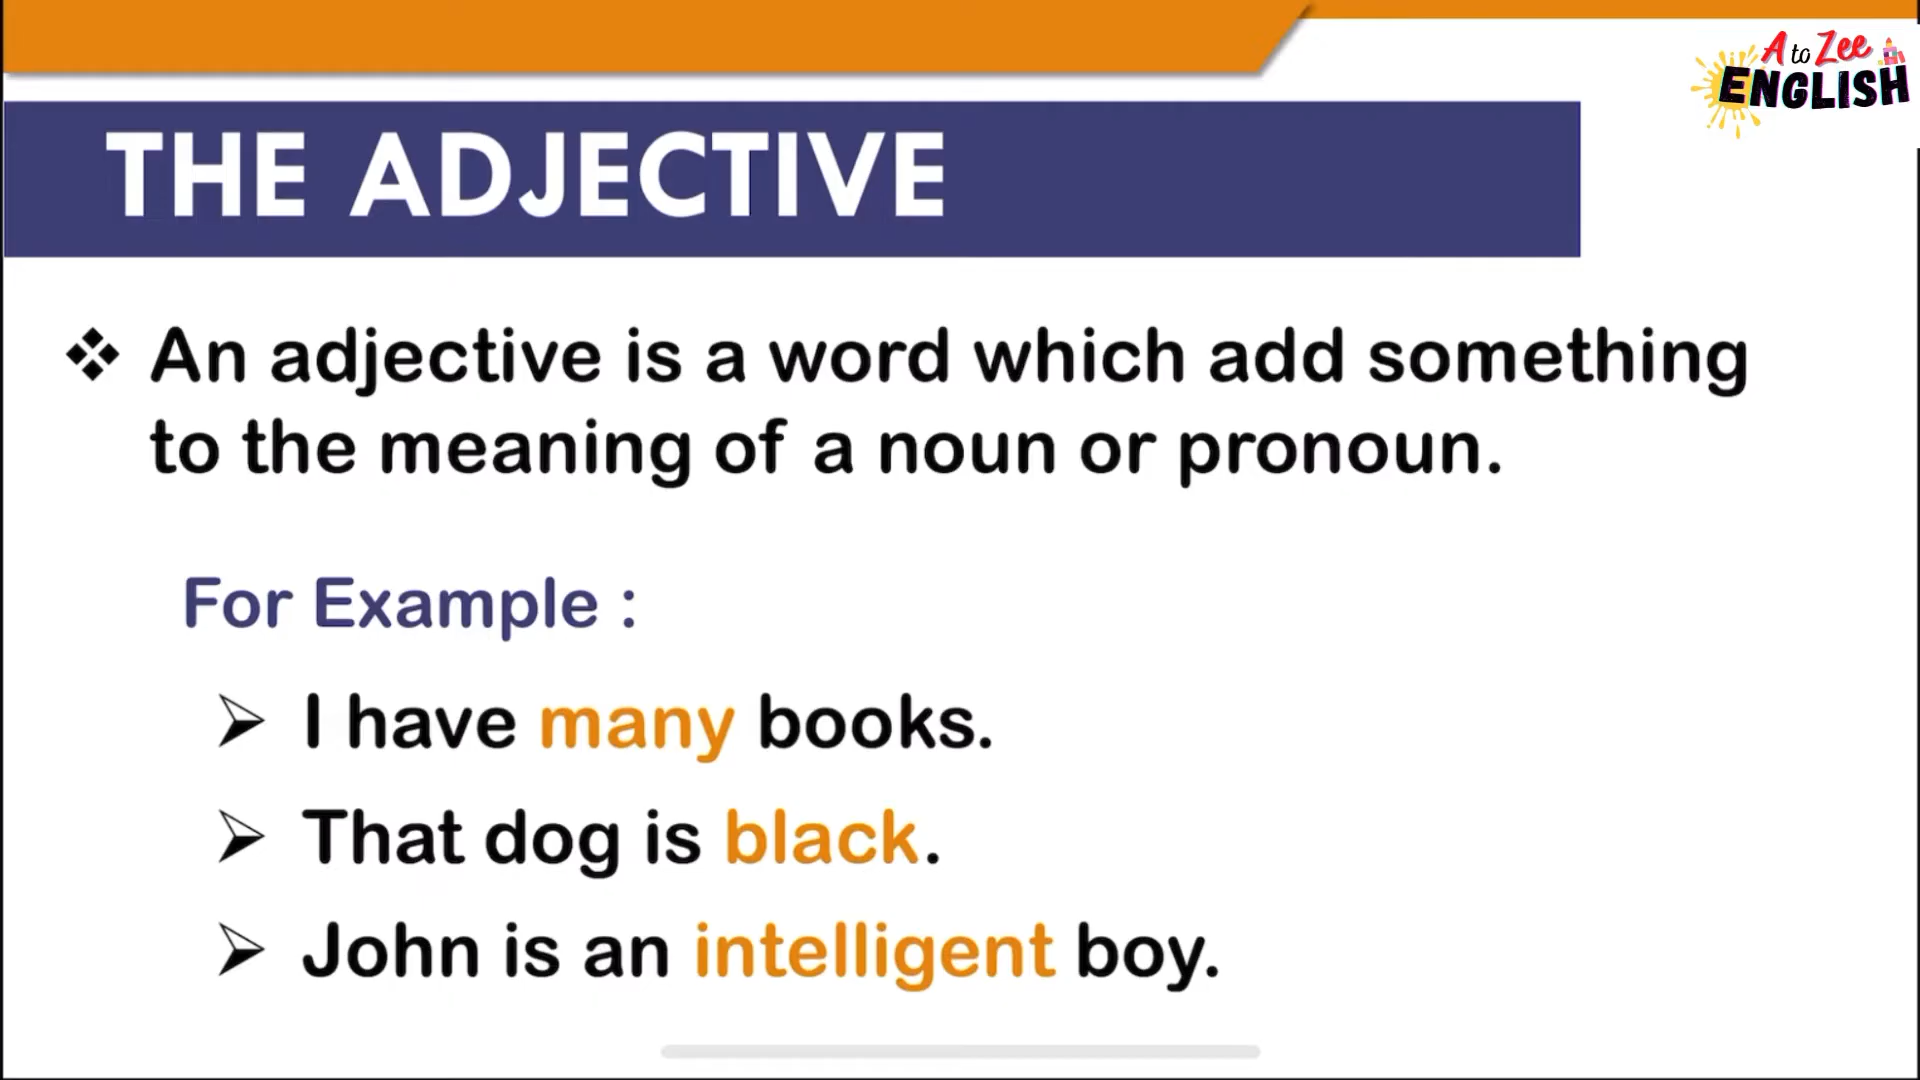 A to Zee
ENGLISH
THE ADJECTIVE
❖ An adjective is a word which add something
to the meaning of a noun or pronoun.
For Example :
➢ I have many books.
➢ That dog is black.
➢ John is an intelligent boy.